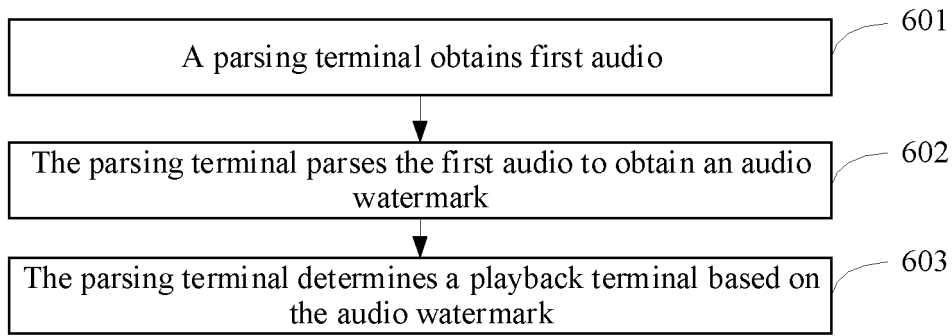 601
A parsing terminal obtains first audio
602
The parsing terminal parses the first audio to obtain an audio
watermark
603
The parsing terminal determines a playback terminal based on
the audio watermark